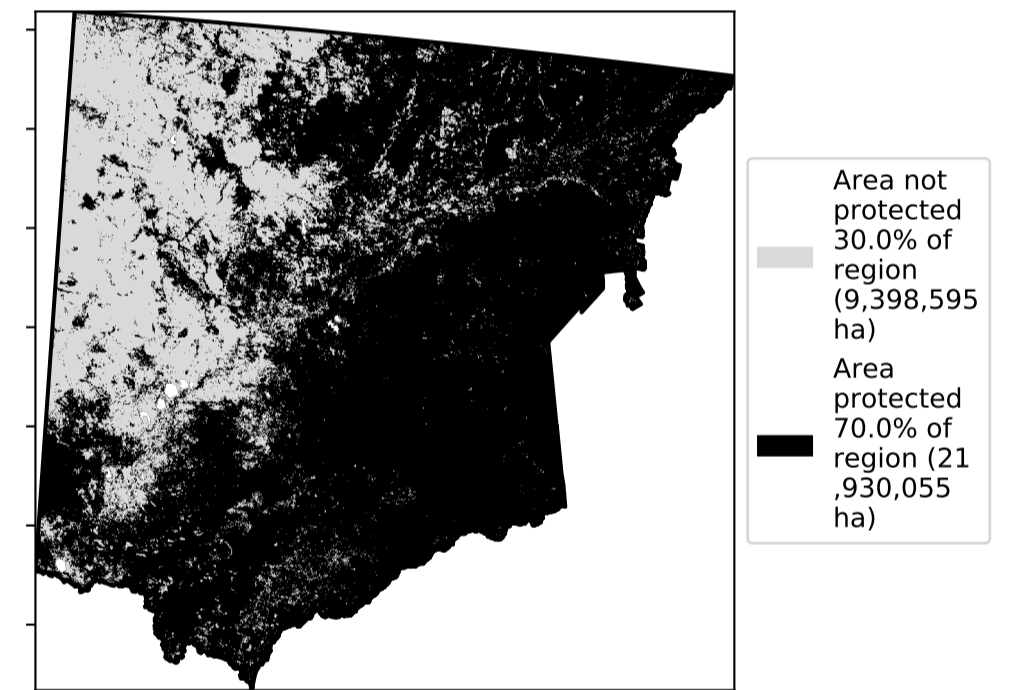 Area not
protected
30.0% of
region
(9,398,595
ha)
Area
protected
70.0% of
region (21
,930,055
ha)